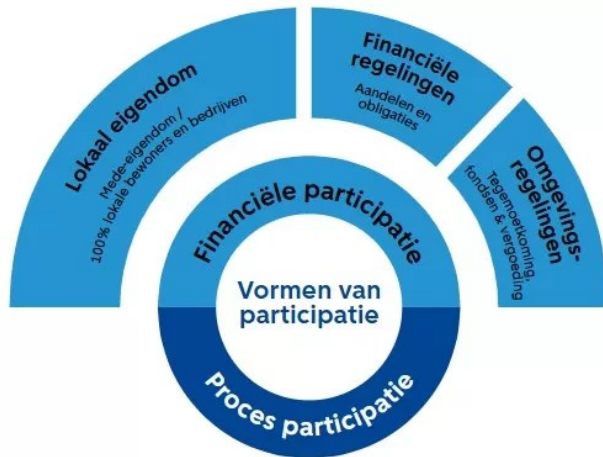 Lokaal eigendom
Mede-eigendom /
100% lokale bewoners en bedrijven
Financiële
regelingen
Aandelen en
obligaties
Omgevings-
regelingen
Tegemoetkoming,
fondsen & vergoeding
Financiële participatie
Vormen van
participatie
Proces participatie